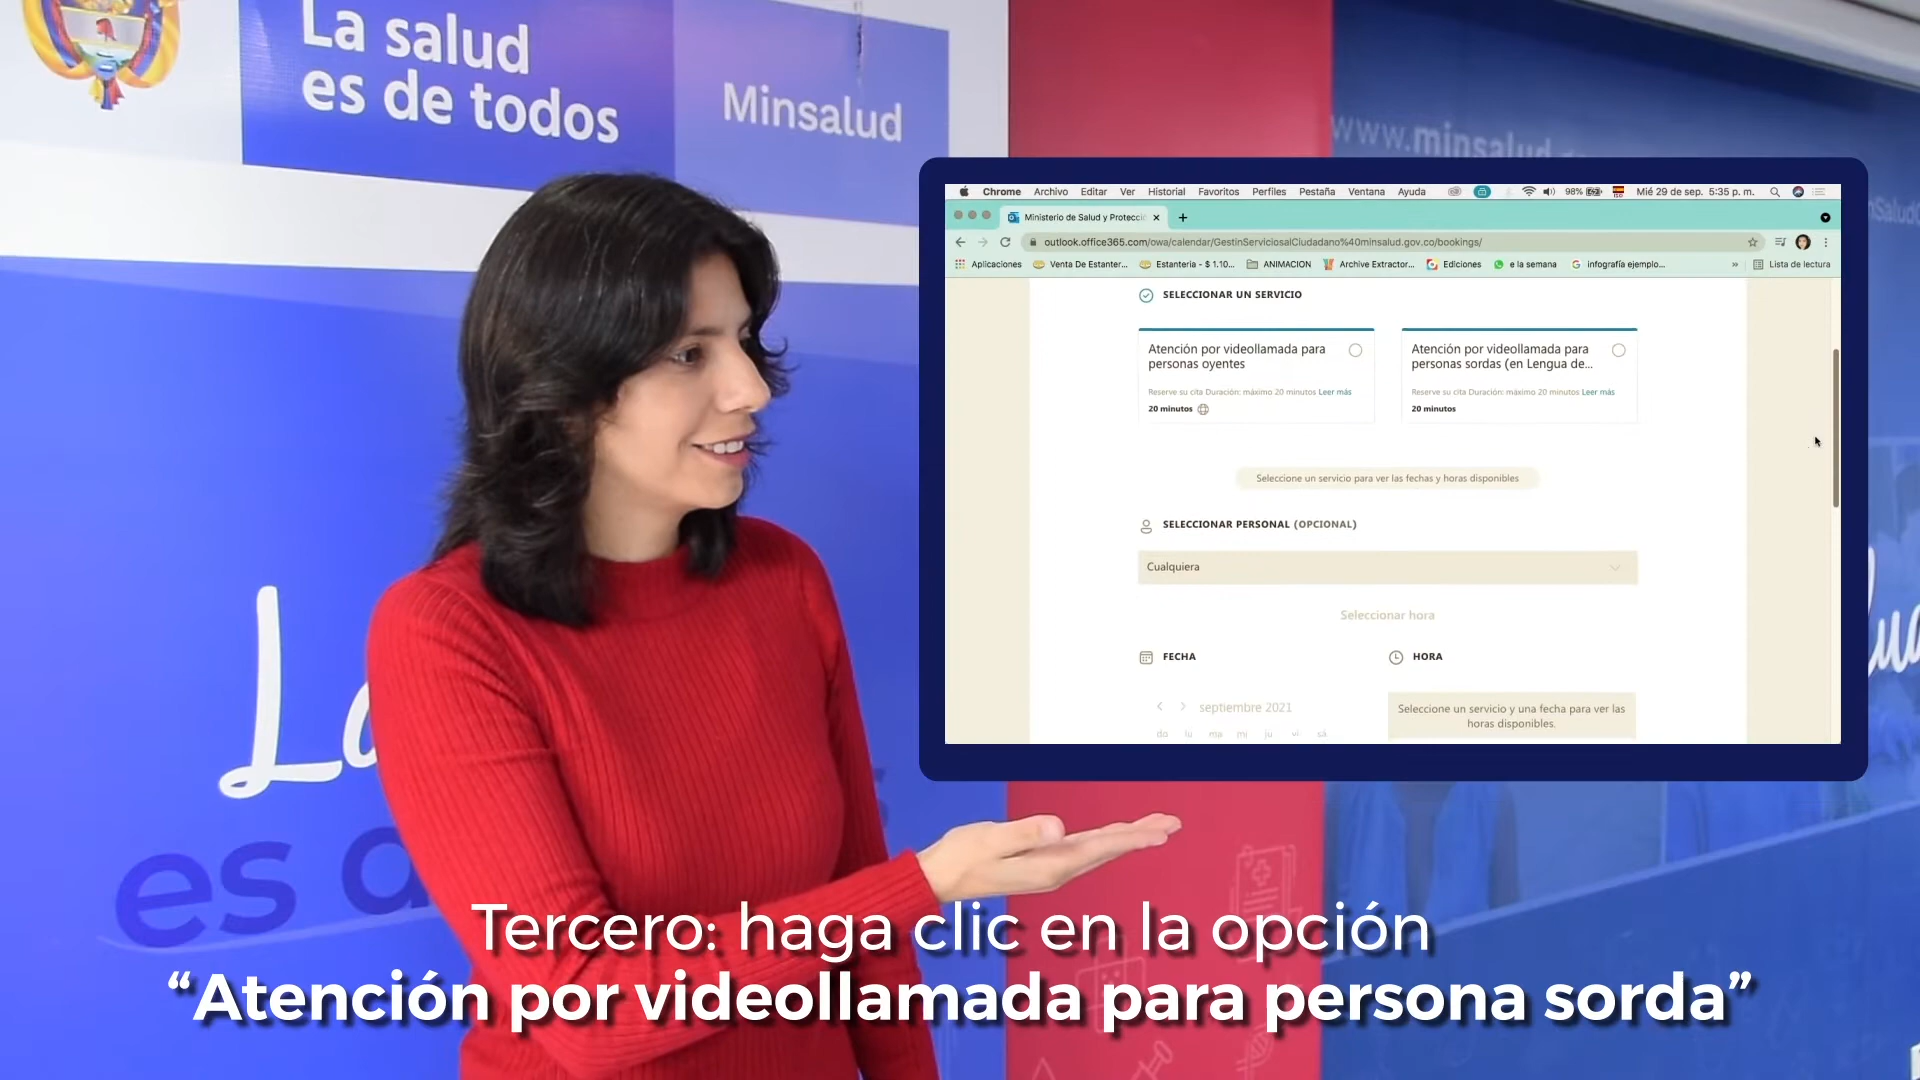 La salud
es de todos
Minsalud
www.minsalud
Chrome Archivo Editar Ver Historial Favoritos Perfiles Pestaña Ventana Ayuda 98% Mié 29 de sep. 5:35 p. m.
Ministerio de Salud y Protecció
outlook.office365.com/owa/calendar/GestinServiciosalCiudadano%40minsalud.gov.co/bookings/
Aplicaciones Venta De Estanter... Estanteria - $ 1.10... ANIMACION Archive Extractor... Ediciones e la semana infografía ejemplo... » Lista de lectura
SELECCIONAR UN SERVICIO
Atención por videollamada para
personas oyentes
Reserve su cita Duración: máximo 20 minutos Leer más
20 minutos
Atención por videollamada para
personas sordas (en Lengua de...
Reserve su cita Duración: máximo 20 minutos Leer más
20 minutos
Seleccione un servicio para ver las fechas y horas disponibles
SELECCIONAR PERSONAL (OPCIONAL)
Cualquiera
Seleccionar hora
FECHA
HORA
septiembre 2021
do lu ma mi ju vi sá
Seleccione un servicio y una fecha para ver las
horas disponibles.
es
Tercero: haga clic en la opción
“Atención por videollamada para persona sorda”